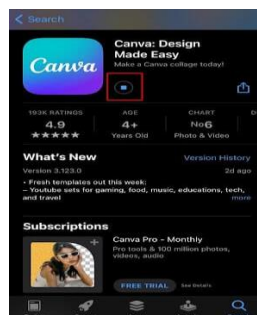 Search
Canva
Canva: Design
Made Easy
Make a Canva collage today!
193K RATINGS
4.9
AGE
4+
Years Old
CHART
No6
Photo & Video
D
What's New
Version History
Version 3.123.0
2d ago
• Fresh templates out this week:
– Youtube sets for gaming, food, music, educations, tech,
and travel
more
Subscriptions
Canva Pro - Monthly
Pro tools & 100 million photos,
videos, audio
FREE TRIAL
See Details